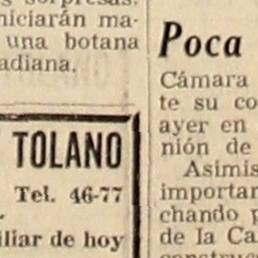 sorpresas.
iniciarán ma-
una botana
adiana.
TOLANO
Tel. 46-77
iliar de hoy
Poca
Cámara
te su co
ayer en
nión de
Asimis
importan
chando p
de la Ca